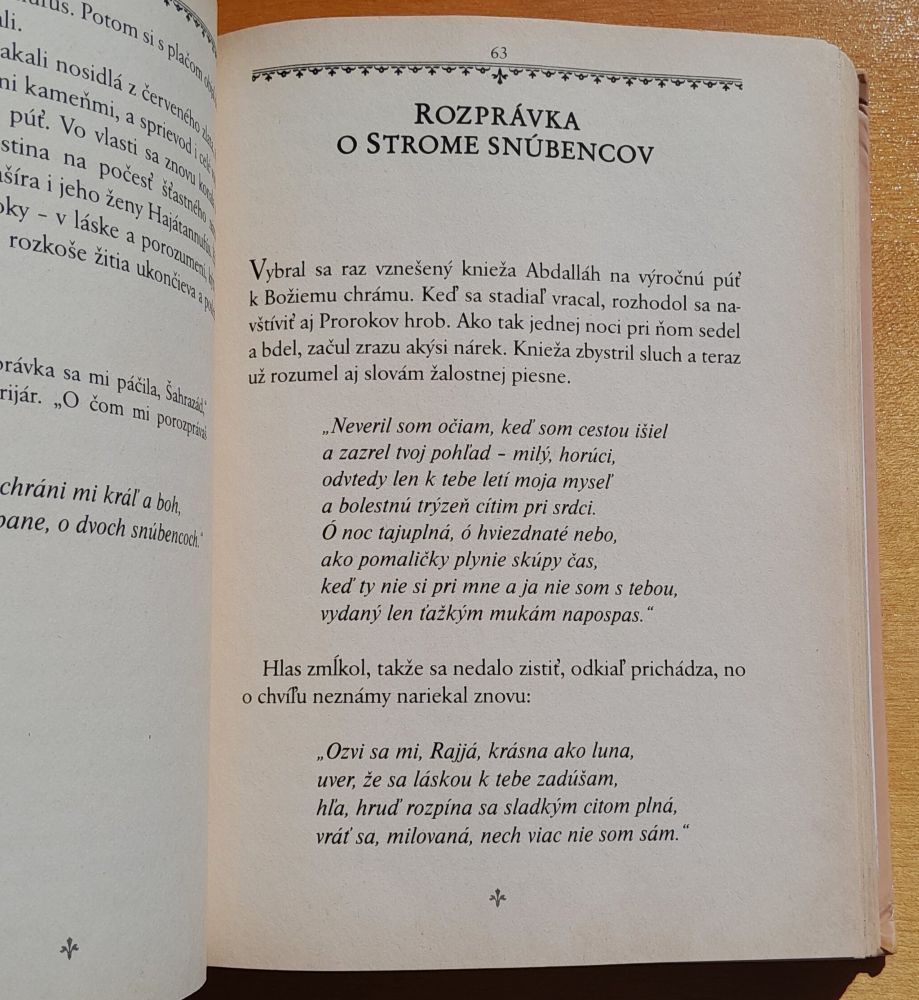 Potom si s plačom
nosidlá z červeného
kameňmi, a sprievod i celé
púť. Vo vlasti sa znovu
na počesť šťastného
i jeho ženy
– v láske a porozumení,
rozkoše žitia ukončieva a
sa mi páčila, Šahrazád,“
„O čom mi porozprávaš
chráni mi kráľ a boh,
o dvoch snúbencoch.“
63
ROZPRÁVKA
O STROME SNÚBENCOV
Vybral sa raz vznešený knieža Abdalláh na výročnú púť
k Božiemu chrámu. Keď sa stadiaľ vracal, rozhodol sa na-
vštíviť aj Prorokov hrob. Ako tak jednej noci pri ňom sedel
a bdel, začul zrazu akýsi nárek. Knieža zbystril sluch a teraz
už rozumel aj slovám žalostnej piesne.
„Neveril som očiam, keď som cestou išiel
a zazrel tvoj pohľad – milý, horúci,
odvtedy len k tebe letí moja myseľ
a bolestnú trýzeň cítim pri srdci.
Ó noc tajuplná, ó hviezdnaté nebo,
ako pomaličky plynie skúpy čas,
keď ty nie si pri mne a ja nie som s tebou,
vydaný len ťažkým mukám napospas.“
Hlas zmĺkol, takže sa nedalo zistiť, odkiaľ prichádza, no
o chvíľu neznámy nariekal znovu:
„Ozvi sa mi, Rajjá, krásna ako luna,
uver, že sa láskou k tebe zadúšam,
hľa, hruď rozpína sa sladkým citom plná,
vráť sa, milovaná, nech viac nie som sám.“